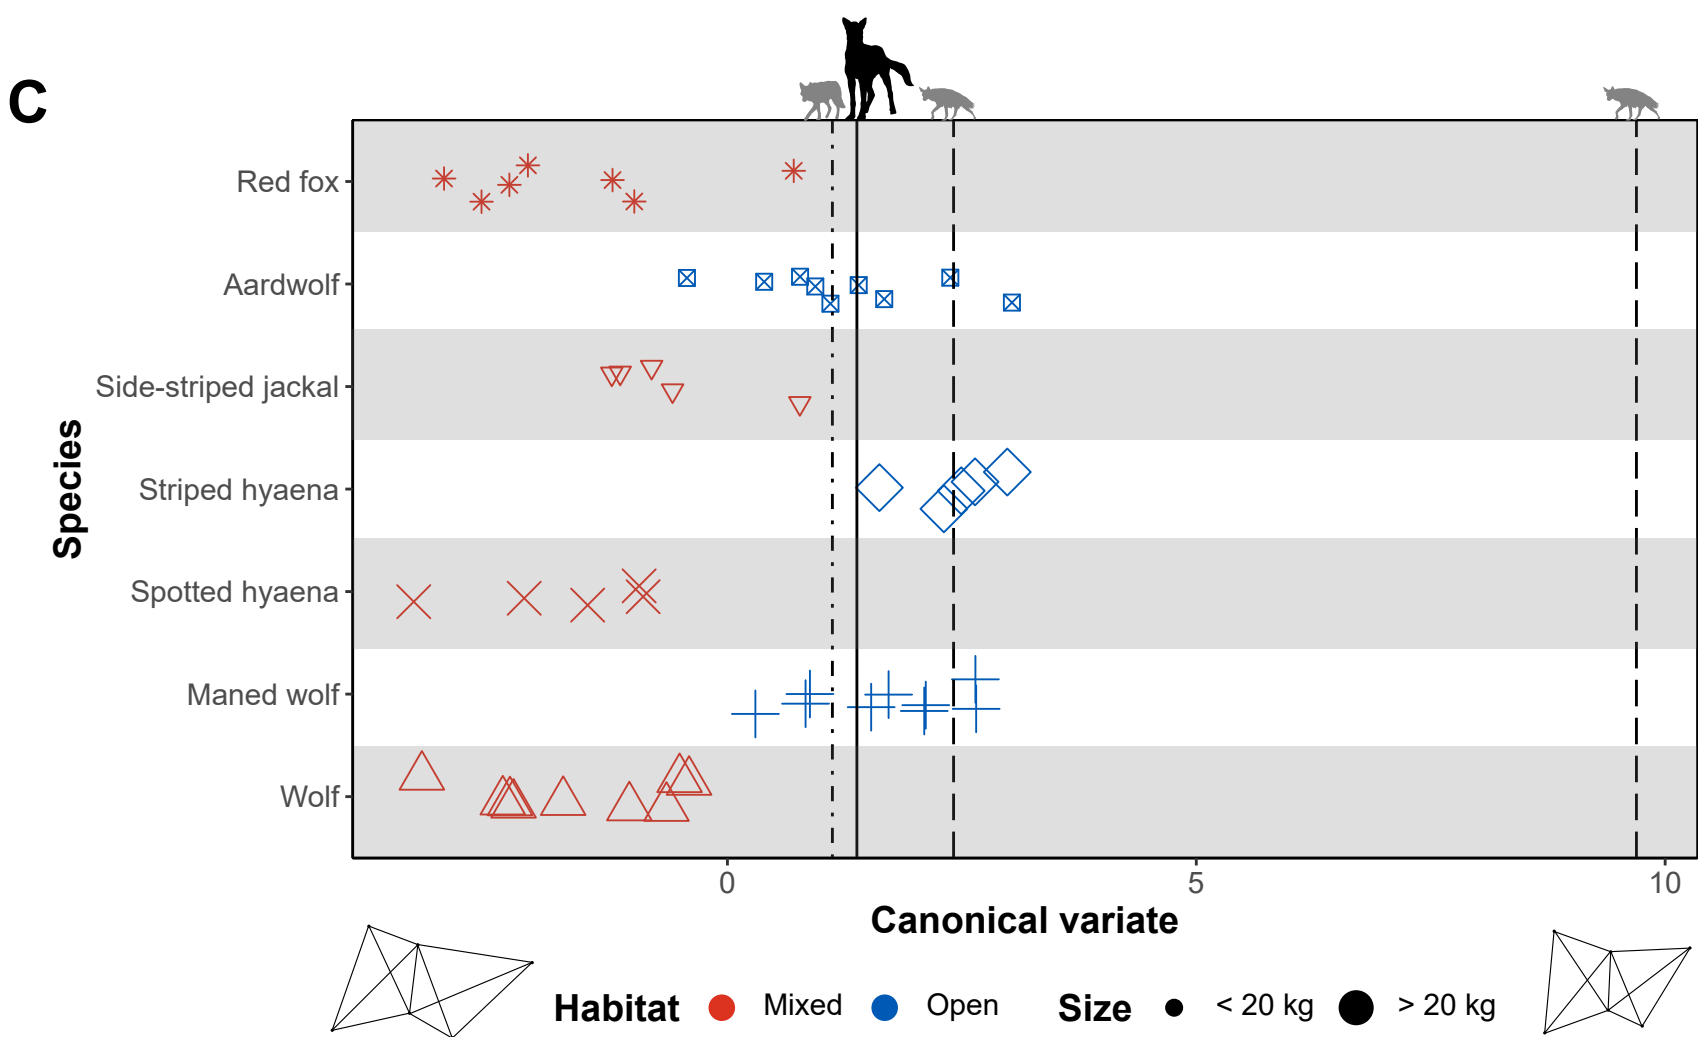 C
Red fox
Aardwolf
Side-striped jackal
Striped hyaena
Spotted hyaena
Maned wolf
Wolf
Species
0 5 10
Canonical variate
Habitat Mixed Open Size < 20 kg > 20 kg